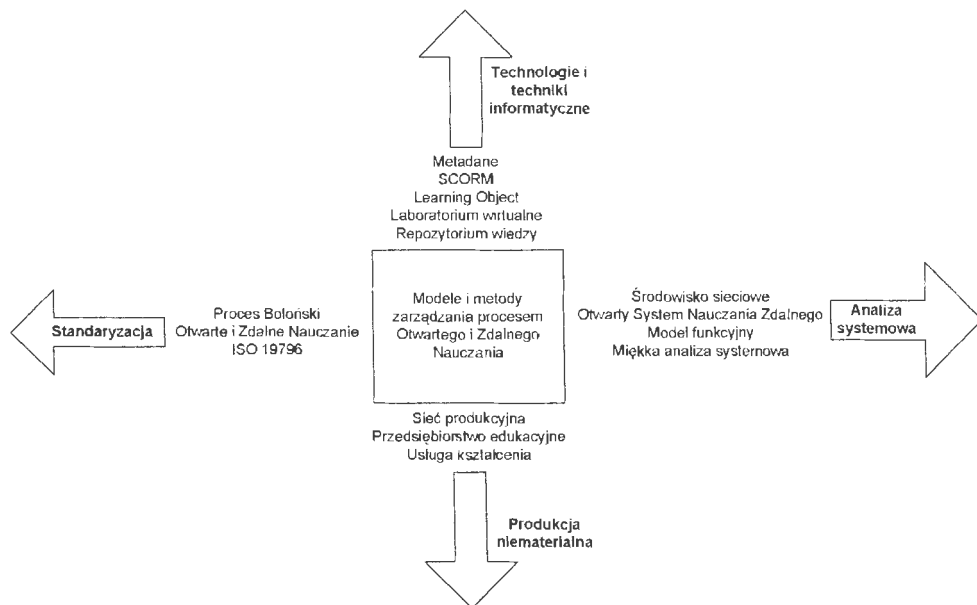 Technologie i
techniki
informatyczne
Metadane
SCORM
Learning Object
Laboratorium wirtualne
Repozytorium wiedzy
Standaryzacja
Proces Boloński
Otwarte i Zdalne Nauczanie
ISO 19796
Modele i metody
zarządzania procesem
Otwartego i Zdalnego
Nauczania
Środowisko sieciowe
Otwarty System Nauczania Zdalnego
Model funkcyjny
Miękka analiza systemowa
Analiza
systemowa
Sieć produkcyjna
Przedsiębiorstwo edukacyjne
Usługa kształcenia
Produkcja
niematerialna